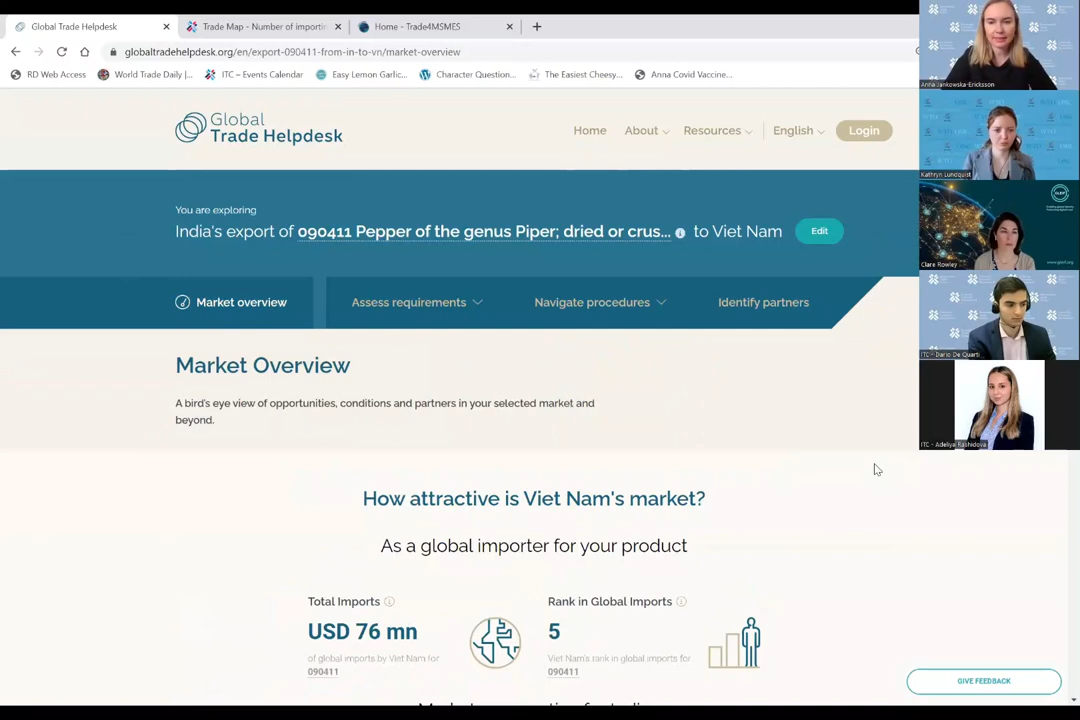 Global Trade Helpdesk
Trade Map - Number of importin
Home - Trade4MSMES
globaltradehelpdesk.org/en/export-090411-from-in-to-vn/market-overview
RD Web Access
World Trade Daily |...
ITC – Events Calendar
Easy Lemon Garlic...
Character Question...
The Easiest Cheesy...
Anna Covid Vaccine...
Global
Trade Helpdesk
Home
About
Resources
English
Login
You are exploring
India's export of 090411 Pepper of the genus Piper; dried or crus... to Viet Nam
Edit
Market overview
Assess requirements
Navigate procedures
Identify partners
Market Overview
A bird's eye view of opportunities, conditions and partners in your selected market and
beyond.
How attractive is Viet Nam's market?
As a global importer for your product
Total Imports
USD 76 mn
of global imports by Viet Nam for
090411
Rank in Global Imports
5
Viet Nam's rank in global imports for
090411
GIVE FEEDBACK
Anna Jankowska-Ericksson
Kathryn Lundquist
Clare Rowley
ITC - Dario De Quarti
ITC - Adeliya Rashidova